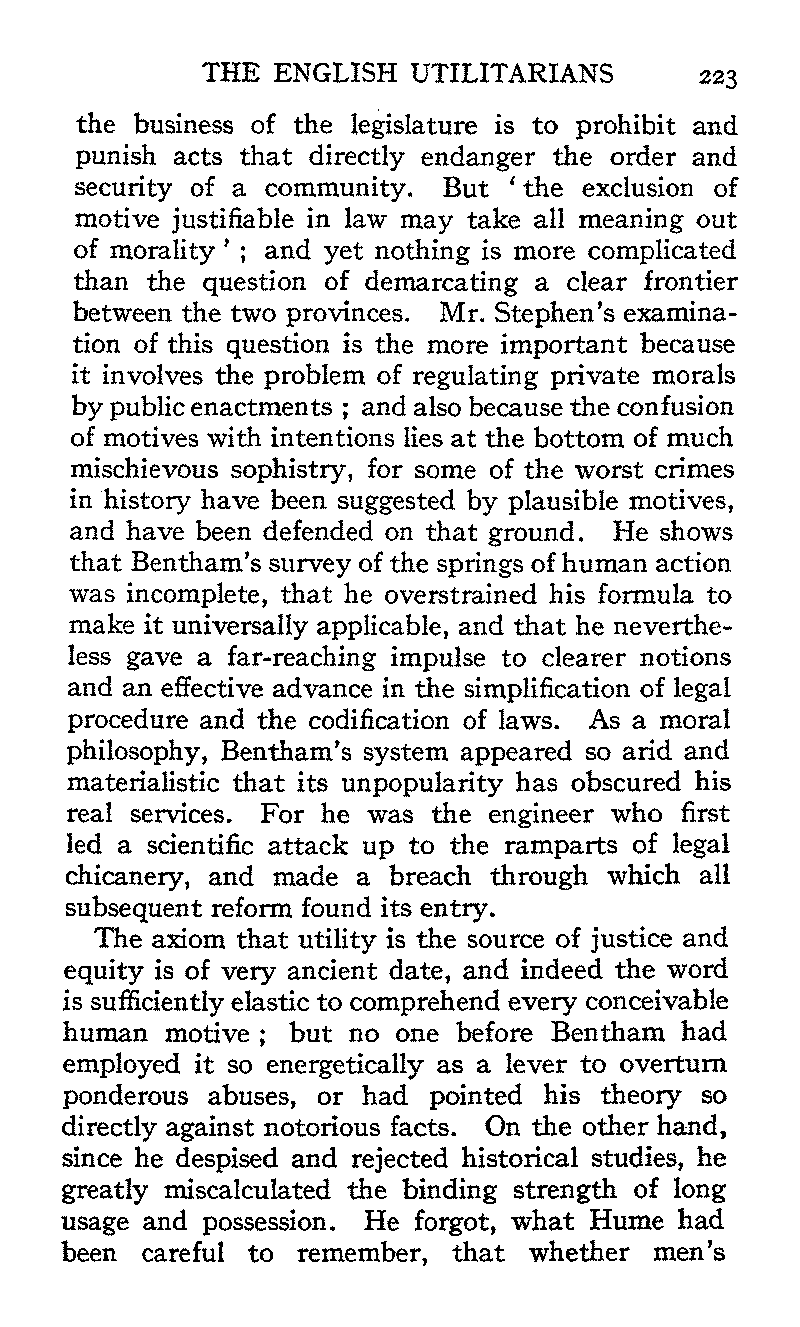 THE ENGLISH UTILITARIANS 223
the business of the legislature is to prohibit and
punish acts that directly endanger the order and
security of a community. But ‘the exclusion of
motive justifiable in law may take all meaning out
of morality’; and yet nothing is more complicated
than the question of demarcating a clear frontier
between the two provinces. Mr. Stephen's examina-
tion of this question is the more important because
it involves the problem of regulating private morals
by public enactments ; and also because the confusion
of motives with intentions lies at the bottom of much
mischievous sophistry, for some of the worst crimes
in history have been suggested by plausible motives,
and have been defended on that ground. He shows
that Bentham's survey of the springs of human action
was incomplete, that he overstrained his formula to
make it universally applicable, and that he neverthe-
less gave a far-reaching impulse to clearer notions
and an effective advance in the simplification of legal
procedure and the codification of laws. As a moral
philosophy, Bentham's system appeared so arid and
materialistic that its unpopularity has obscured his
real services. For he was the engineer who first
led a scientific attack up to the ramparts of legal
chicanery, and made a breach through which all
subsequent reform found its entry.
The axiom that utility is the source of justice and
equity is of very ancient date, and indeed the word
is sufficiently elastic to comprehend every conceivable
human motive ; but no one before Bentham had
employed it so energetically as a lever to overturn
ponderous abuses, or had pointed his theory so
directly against notorious facts. On the other hand,
since he despised and rejected historical studies, he
greatly miscalculated the binding strength of long
usage and possession. He forgot, what Hume had
been careful to remember, that whether men's